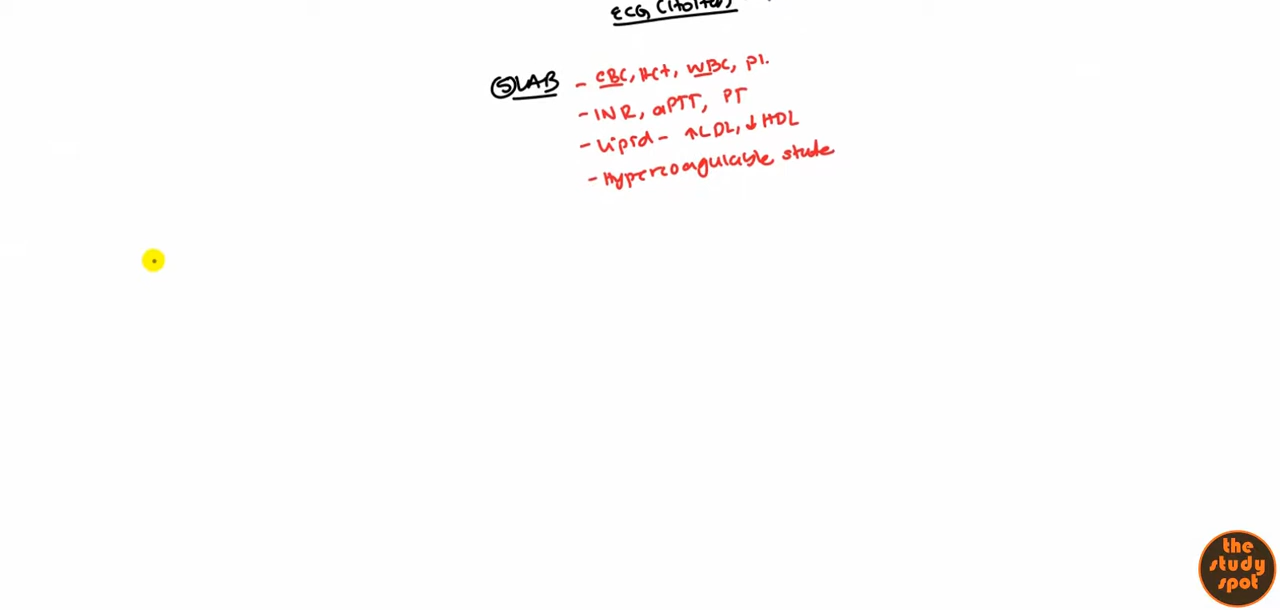 ECG (Holter)
⑤ LAB - CBC, HCt, WBC, Pl.
- INR, aPTT, PT
- Lipid - ↑LDL, ↓HDL
- Hypercoagulable state
the
study
spot